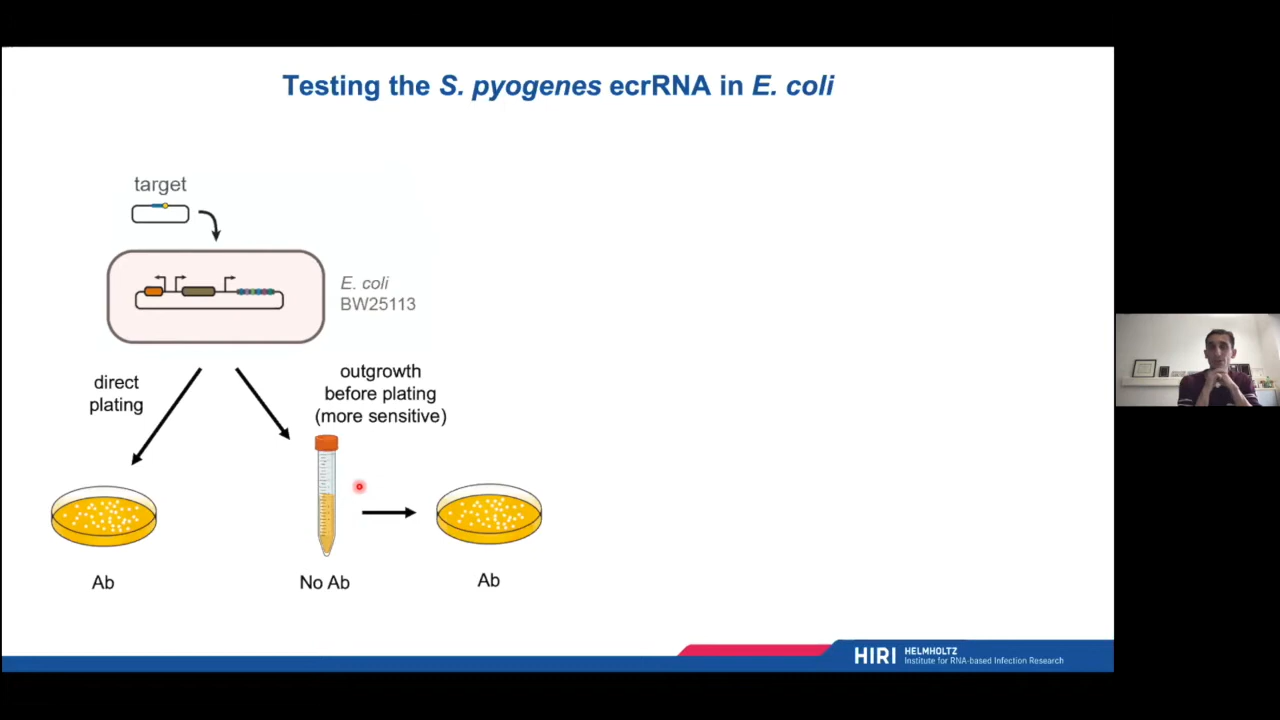 Testing the S. pyogenes ecrRNA in E. coli
target
E. coli
BW25113
direct
plating
outgrowth
before plating
(more sensitive)
Ab
No Ab
Ab
HIRI
HELMHOLTZ
Institute for RNA-based Infection Research